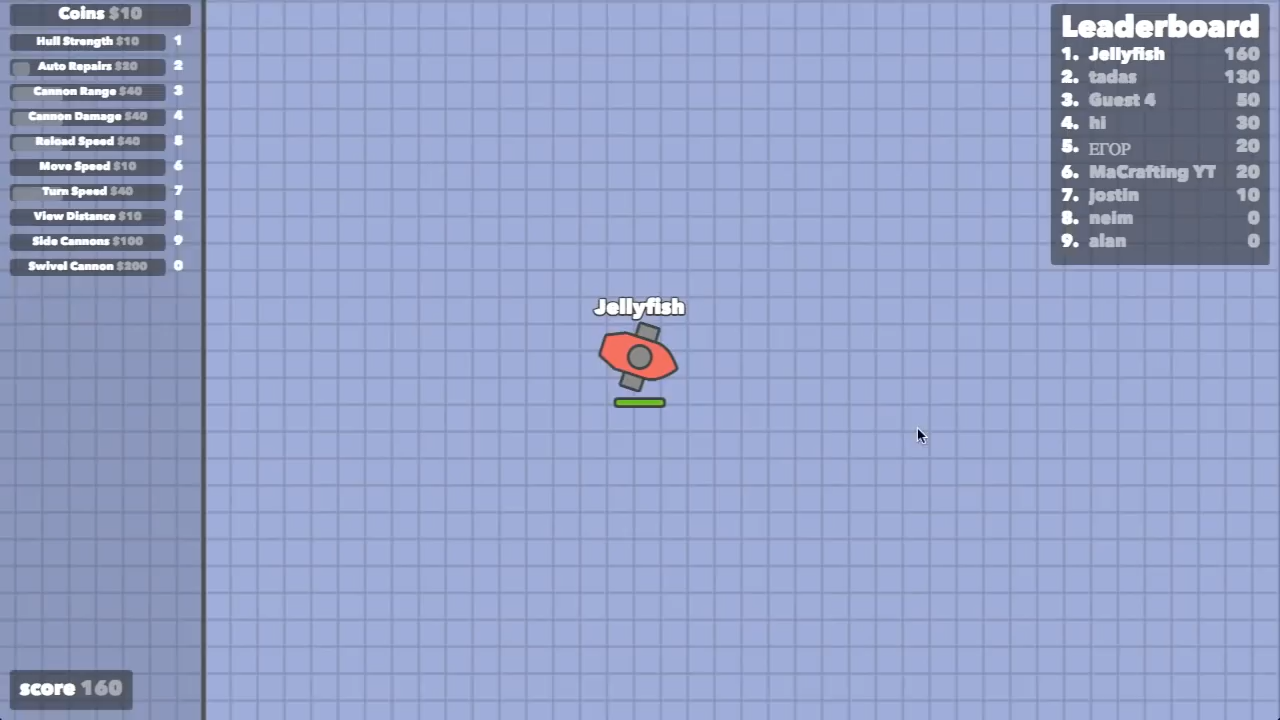 Coins $10
Hull Strength $10 1
Auto Repairs $20 2
Cannon Range $40 3
Cannon Damage $40 4
Reload Speed $40 5
Move Speed $10 6
Turn Speed $40 7
View Distance $10 8
Side Cannons $100 9
Swivel Cannon $200 0
Leaderboard
1. Jellyfish 160
2. tadas 130
3. Guest 4 50
4. hi 30
5. ЕГОР 20
6. MaCrafting YT 20
7. jostin 10
8. neim 0
9. alan 0
Jellyfish
score 160